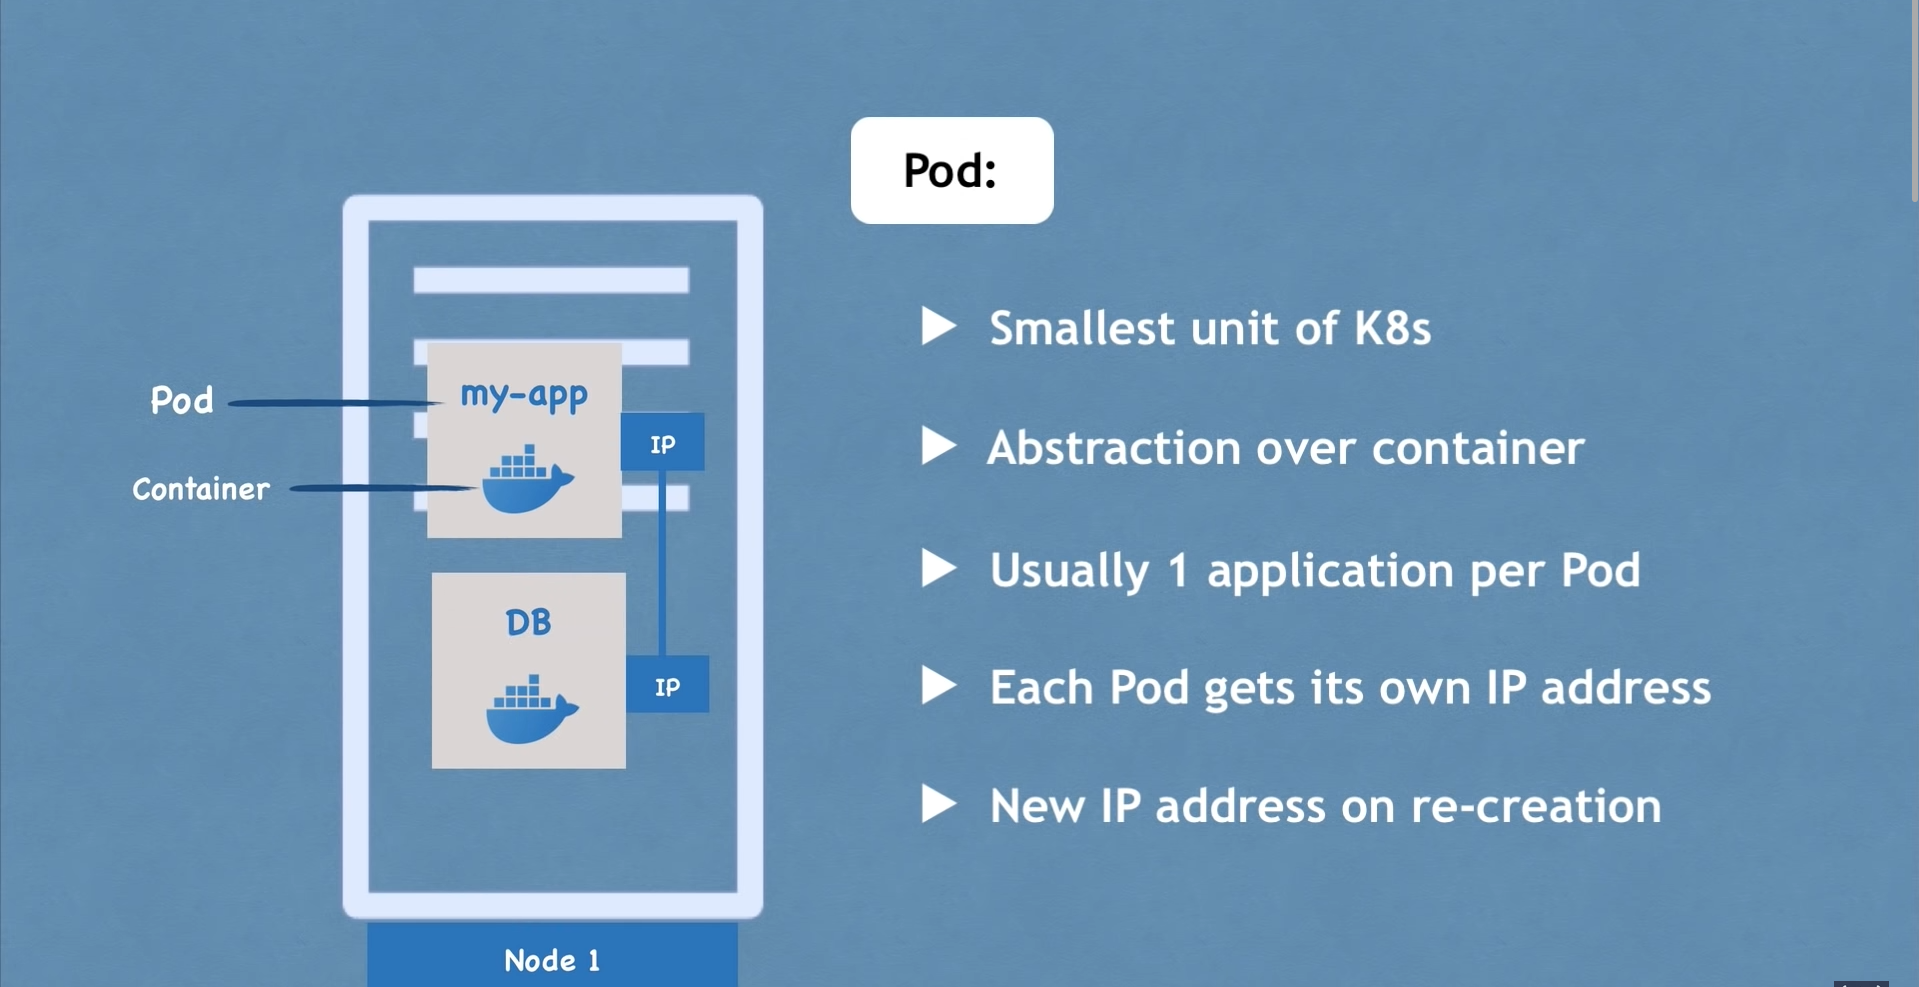 Pod:
Smallest unit of K8s
Abstraction over container
Usually 1 application per Pod
Each Pod gets its own IP address
New IP address on re-creation
Pod
Container
my-app
IP
DB
IP
Node 1